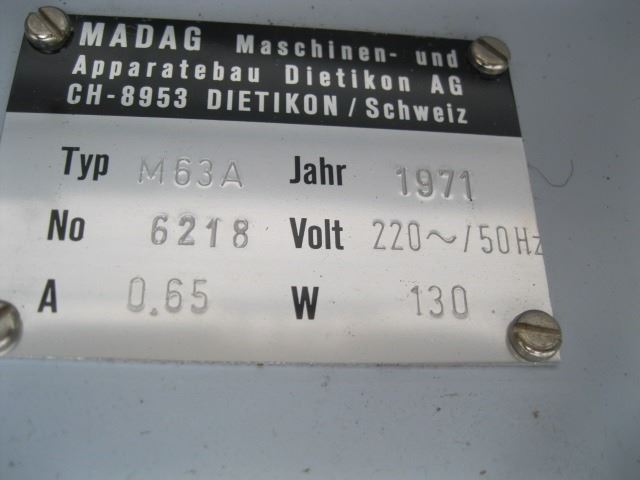 MADAG Maschinen- und
Apparatebau Dietikon AG
CH-8953 DIETIKON / Schweiz
Typ M63A Jahr 1971
No 6218 Volt 220~/50Hz
A 0.65 W 130